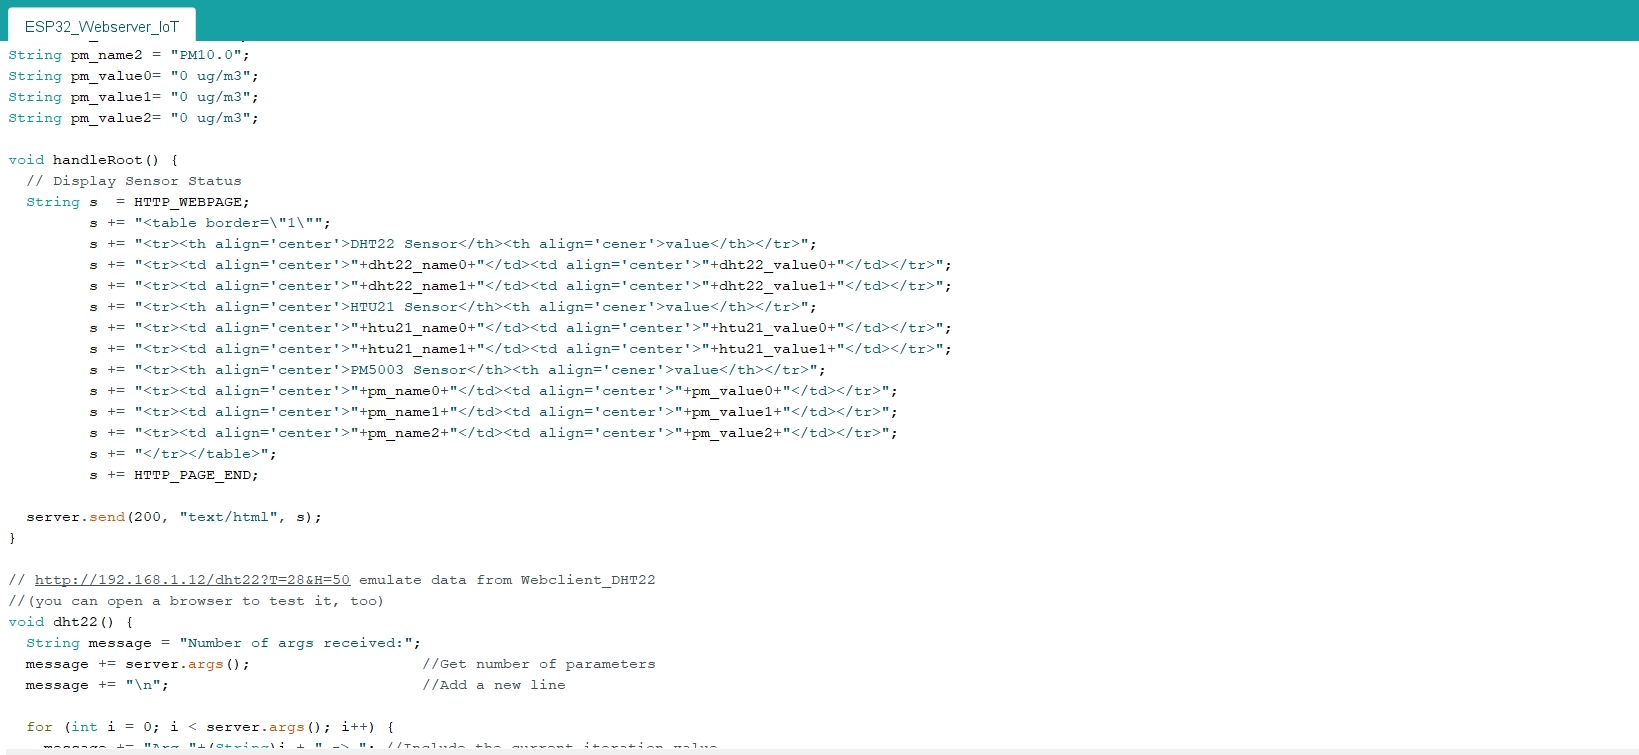 ESP32_Webserver_IoT
String pm_name2 = "PM10.0";
String pm_value0= "0 ug/m3";
String pm_value1= "0 ug/m3";
String pm_value2= "0 ug/m3";
void handleRoot() {
// Display Sensor Status
String s  = HTTP_WEBPAGE;
s += "<table border=\"1\"";
s += "<tr><th align='center'>DHT22 Sensor</th><th align='cener'>value</th></tr>";
s += "<tr><td align='center'>"+dht22_name0+"</td><td align='center'>"+dht22_value0+"</td></tr>";
s += "<tr><td align='center'>"+dht22_name1+"</td><td align='center'>"+dht22_value1+"</td></tr>";
s += "<tr><th align='center'>HTU21 Sensor</th><th align='cener'>value</th></tr>";
s += "<tr><td align='center'>"+htu21_name0+"</td><td align='center'>"+htu21_value0+"</td></tr>";
s += "<tr><td align='center'>"+htu21_name1+"</td><td align='center'>"+htu21_value1+"</td></tr>";
s += "<tr><th align='center'>PM5003 Sensor</th><th align='cener'>value</th></tr>";
s += "<tr><td align='center'>"+pm_name0+"</td><td align='center'>"+pm_value0+"</td></tr>";
s += "<tr><td align='center'>"+pm_name1+"</td><td align='center'>"+pm_value1+"</td></tr>";
s += "<tr><td align='center'>"+pm_name2+"</td><td align='center'>"+pm_value2+"</td></tr>";
s += "</tr></table>";
s += HTTP_PAGE_END;
server.send(200, "text/html", s);
}
// http://192.168.1.12/dht22?T=28&H=50 emulate data from Webclient_DHT22
//(you can open a browser to test it, too)
void dht22() {
String message = "Number of args received:";
message += server.args(); //Get number of parameters
message += "\n"; //Add a new line
for (int i = 0; i < server.args(); i++) {
message += "Arg "+(String)i + " -> "; //Include the current iteration value